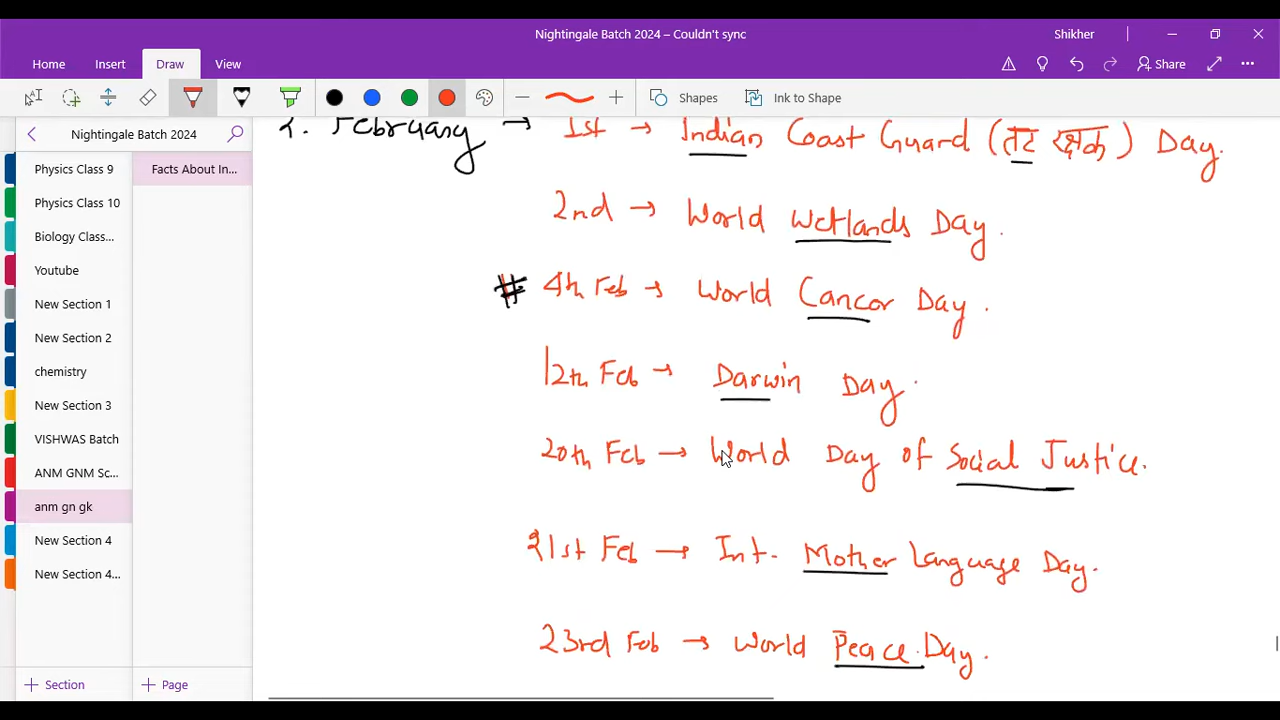 Nightingale Batch 2024 – Couldn't sync
Shikher
Home Insert Draw View
Share
Shapes
Ink to Shape
Nightingale Batch 2024
Physics Class 9
Physics Class 10
Biology Class...
Youtube
New Section 1
New Section 2
chemistry
New Section 3
VISHWAS Batch
ANM GNM Sc...
anm gn gk
New Section 4
New Section 4...
Section
Facts About In...
Page
2. February → 1st → Indian Coast Guard (तट रक्षक) Day.
2nd → World Wetlands Day.
# 4th Feb → World Cancor Day.
12th Feb → Darwin Day.
20th Feb → World Day of Social Justice.
21st Feb → Int. Mother Language Day.
23rd Feb → World Peace Day.